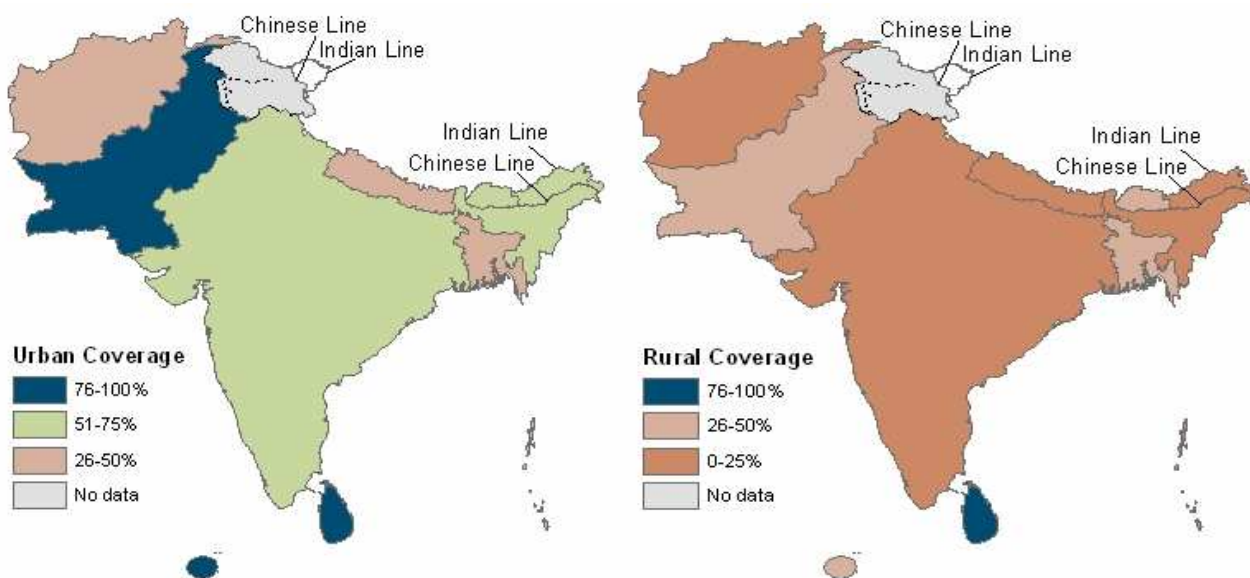 Chinese Line
Indian Line
Indian Line
Chinese Line
Urban Coverage
76-100%
51-75%
26-50%
No data
Chinese Line
Indian Line
Indian Line
Chinese Line
Rural Coverage
76-100%
26-50%
0-25%
No data